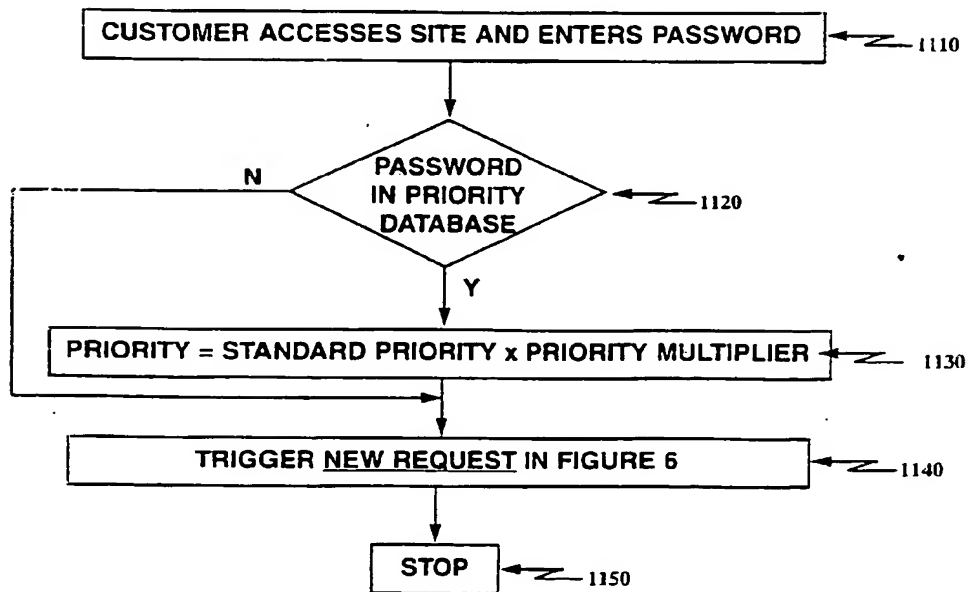 CUSTOMER ACCESSES SITE AND ENTERS PASSWORD
1110
PASSWORD
IN PRIORITY
DATABASE
N
1120
Y
PRIORITY = STANDARD PRIORITY x PRIORITY MULTIPLIER
1130
TRIGGER NEW REQUEST IN FIGURE 6
1140
STOP
1150